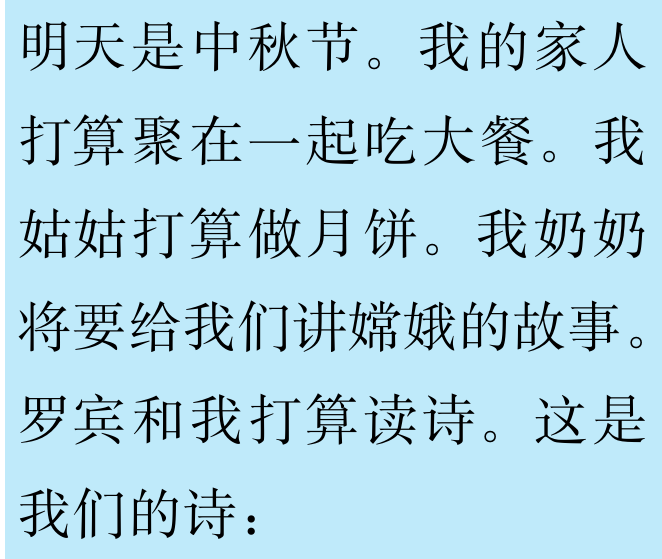 明天是中秋节。我的家人
打算聚在一起吃大餐。我
姑姑打算做月饼。我奶奶
将要给我们讲嫦娥的故事。
罗宾和我打算读诗。这是
我们的诗：